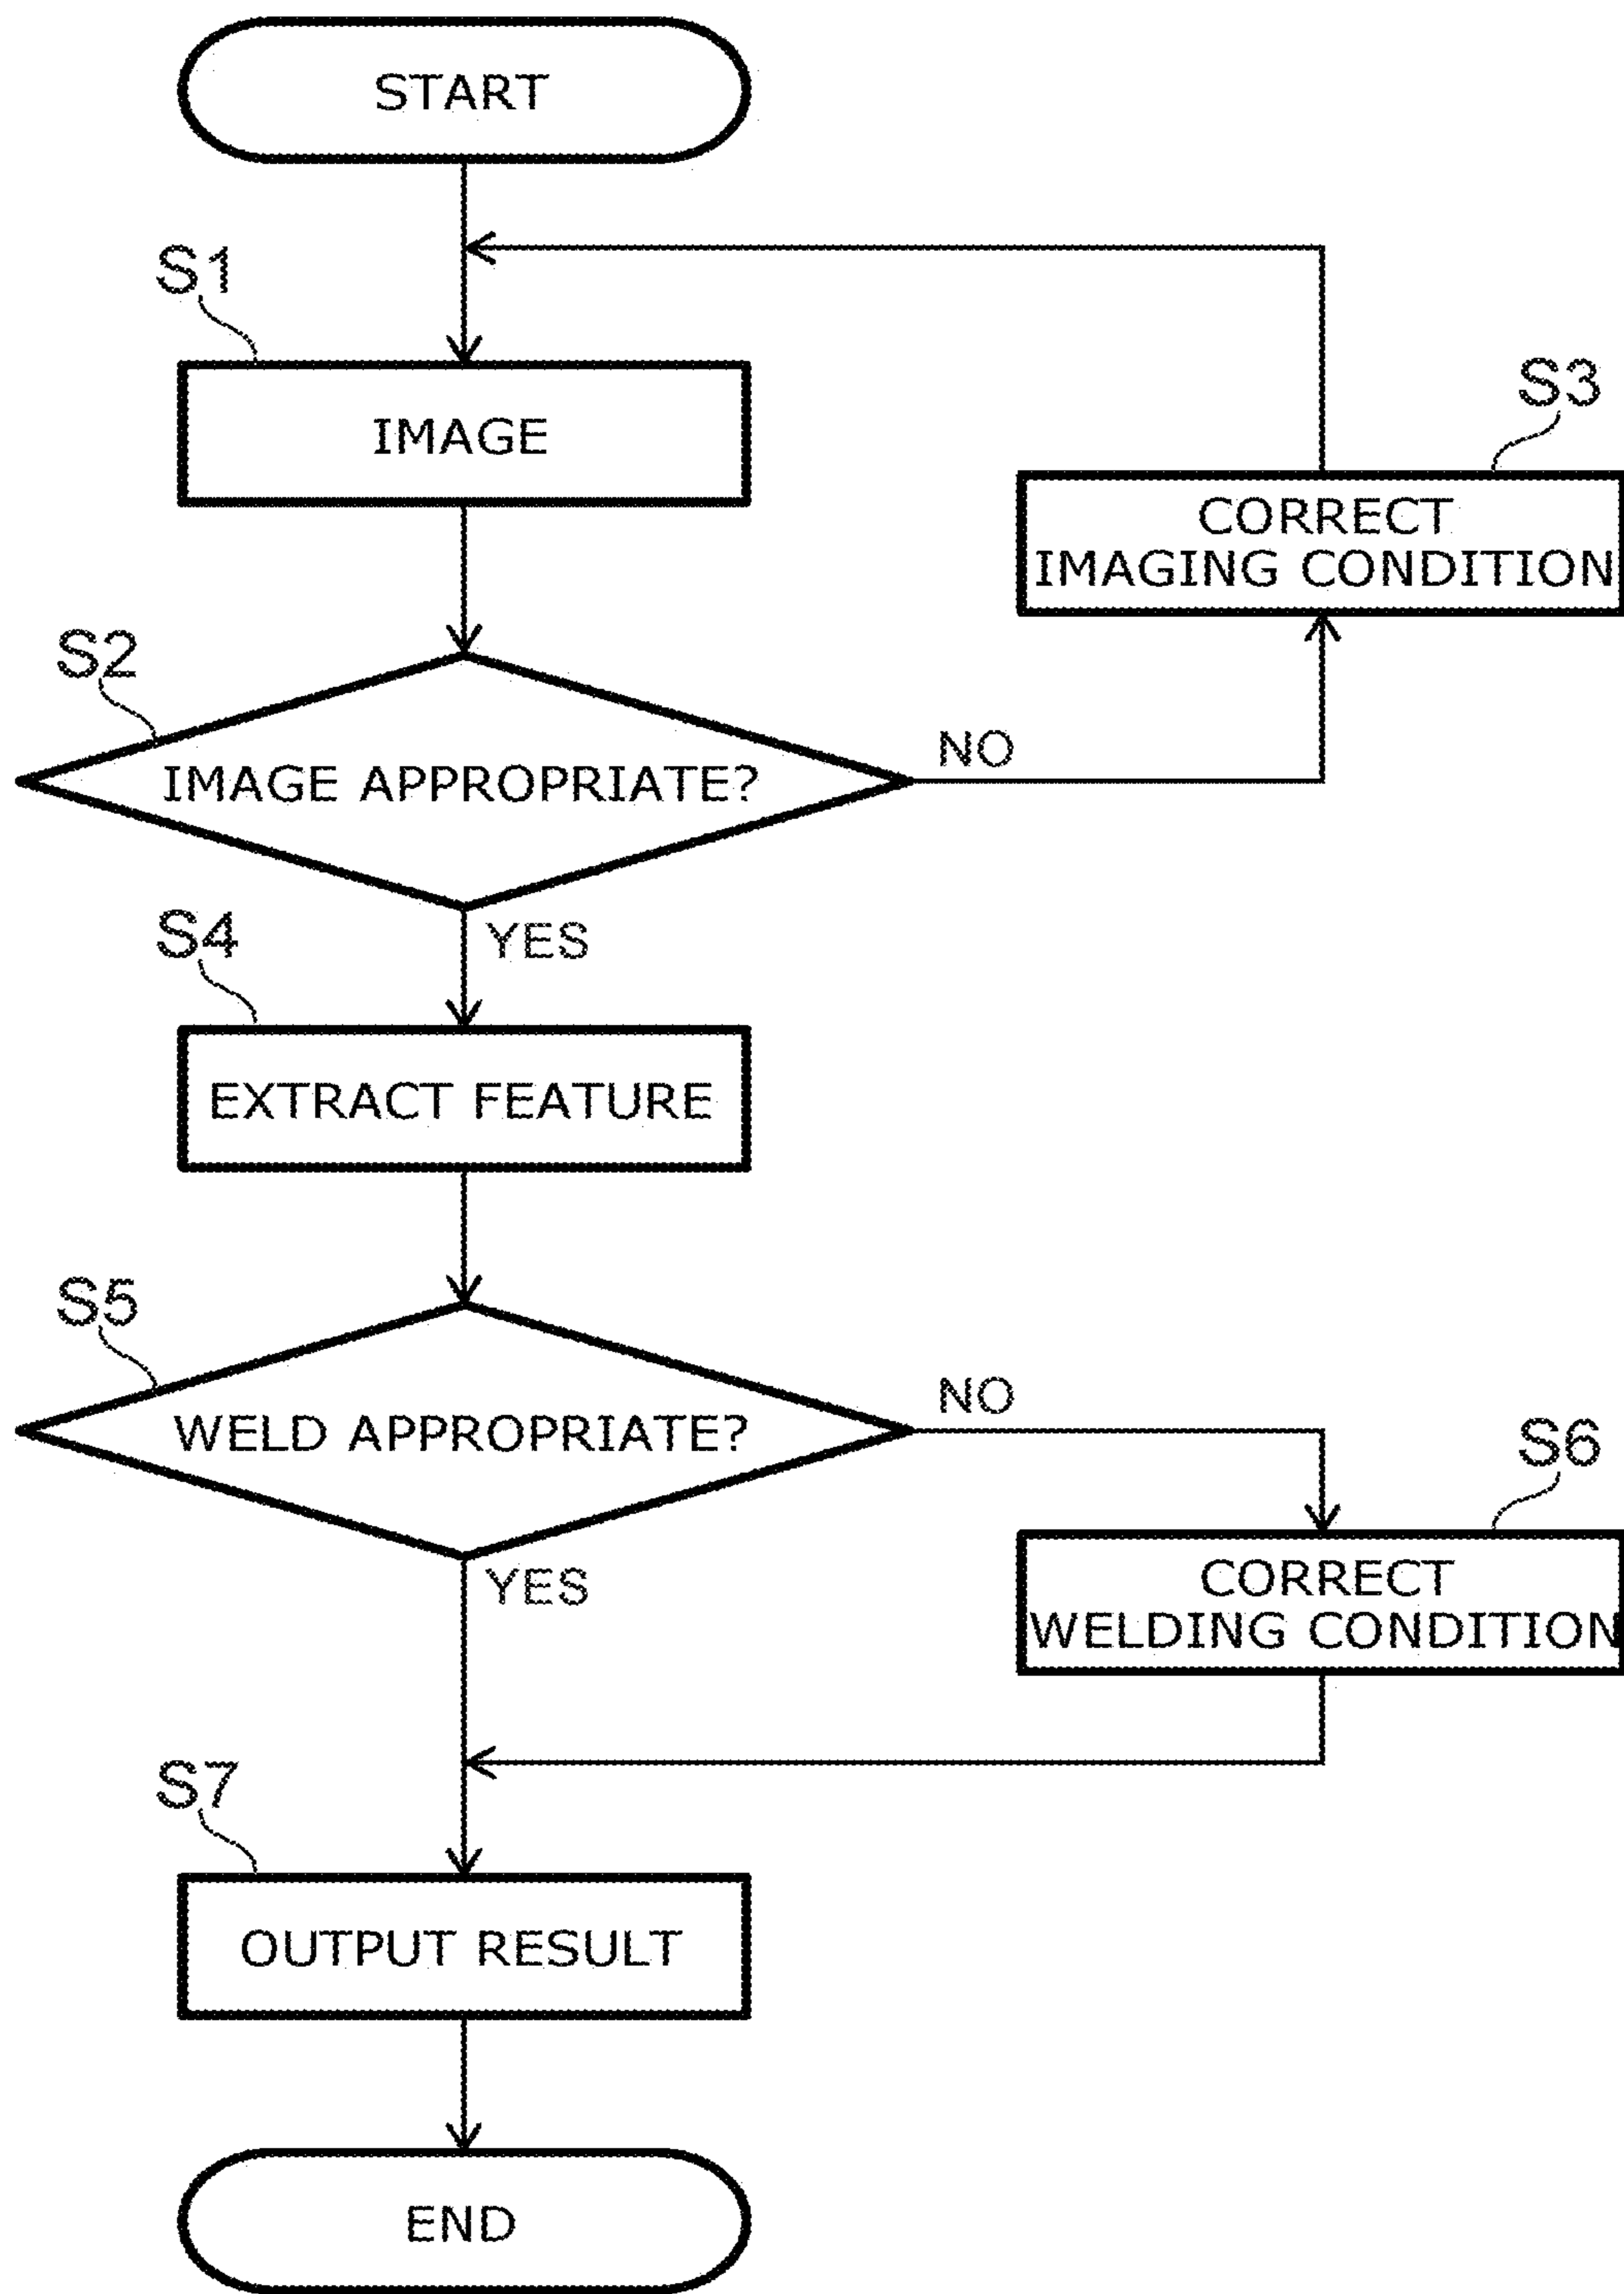 START
S1
IMAGE
S3
CORRECT
IMAGING CONDITION
S2
IMAGE APPROPRIATE?
NO
YES
S4
EXTRACT FEATURE
S5
WELD APPROPRIATE?
NO
YES
S6
CORRECT
WELDING CONDITION
S7
OUTPUT RESULT
END